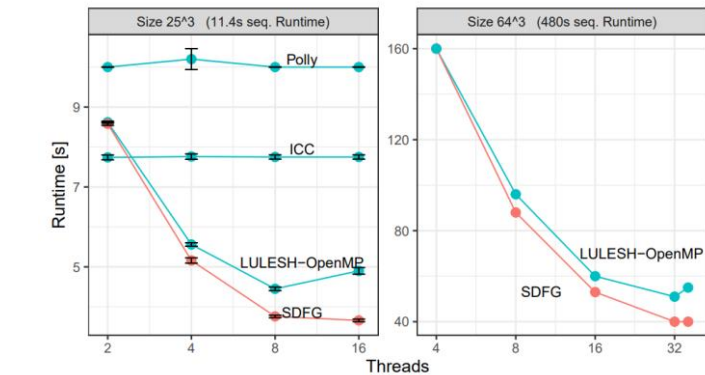 Size 25^3 (11.4s seq. Runtime)
Size 64^3 (480s seq. Runtime)
Runtime [s]
9
7
5
Polly
ICC
LULESH-OpenMP
SDFG
2
4
8
16
160
120
80
40
LULESH-OpenMP
SDFG
4
8
16
32
Threads